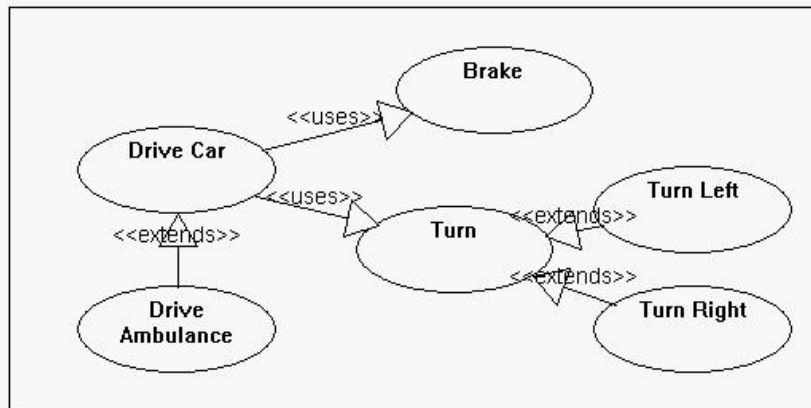 Brake
<<uses>>
Drive Car
Turn Left
<<uses>>
<<extends>>
Turn
<<extends>>
<<extends>>
Drive
Ambulance
Turn Right